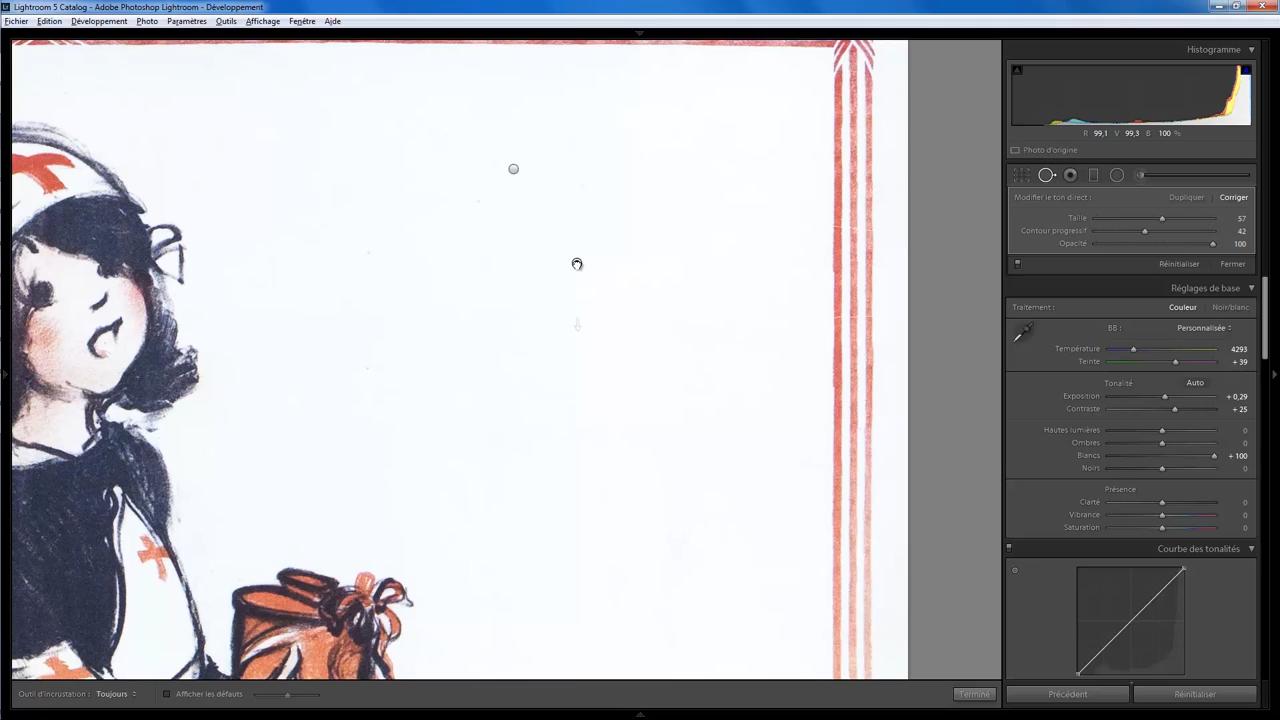 Lightroom 5 Catalog - Adobe Photoshop Lightroom - Développement
Fichier Edition Développement Photo Paramètres Outils Affichage Fenêtre Aide
Histogramme
R 99,1 V 99,3 B 100 %
Photo d'origine
Modifier le ton direct : Dupliquer Corriger
Taille 57
Contour progressif 42
Opacité 100
Réinitialiser Fermer
Réglages de base
Traitement : Couleur Noir/blanc
BB : Personnalisée
Température 4293
Teinte + 39
Tonalité Auto
Exposition + 0,29
Contraste + 25
Hautes lumières 0
Ombres 0
Blancs + 100
Noirs 0
Présence
Clarté 0
Vibrance 0
Saturation 0
Courbe des tonalités
Outil d'incrustation : Toujours Afficher les défauts Terminé
Précédent Réinitialiser